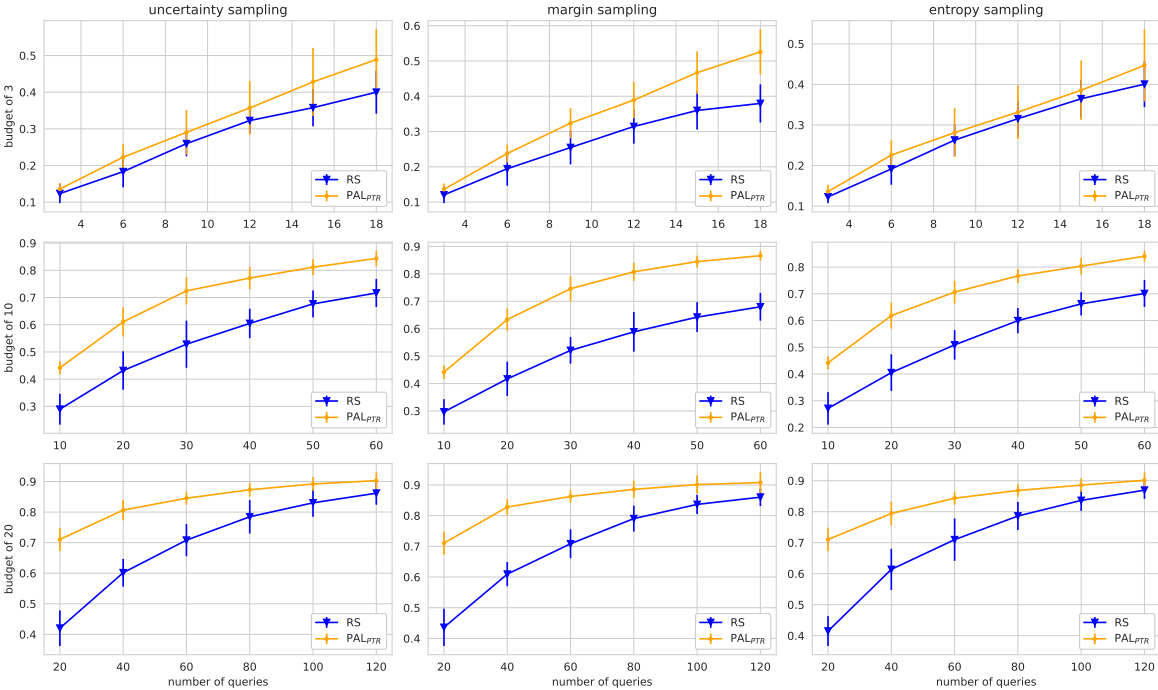 uncertainty sampling
margin sampling
entropy sampling
budget of 3
0.5
0.4
0.3
0.2
0.1
4 6 8 10 12 14 16 18
RS
PAL_PTR
0.6
0.5
0.4
0.3
0.2
0.1
4 6 8 10 12 14 16 18
RS
PAL_PTR
0.5
0.4
0.3
0.2
0.1
4 6 8 10 12 14 16 18
RS
PAL_PTR
budget of 10
0.9
0.8
0.7
0.6
0.5
0.4
0.3
10 20 30 40 50 60
RS
PAL_PTR
0.9
0.8
0.7
0.6
0.5
0.4
0.3
10 20 30 40 50 60
RS
PAL_PTR
0.8
0.7
0.6
0.5
0.4
0.3
0.2
10 20 30 40 50 60
RS
PAL_PTR
budget of 20
0.9
0.8
0.7
0.6
0.5
0.4
20 40 60 80 100 120
number of queries
RS
PAL_PTR
0.9
0.8
0.7
0.6
0.5
0.4
20 40 60 80 100 120
number of queries
RS
PAL_PTR
0.9
0.8
0.7
0.6
0.5
0.4
20 40 60 80 100 120
number of queries
RS
PAL_PTR